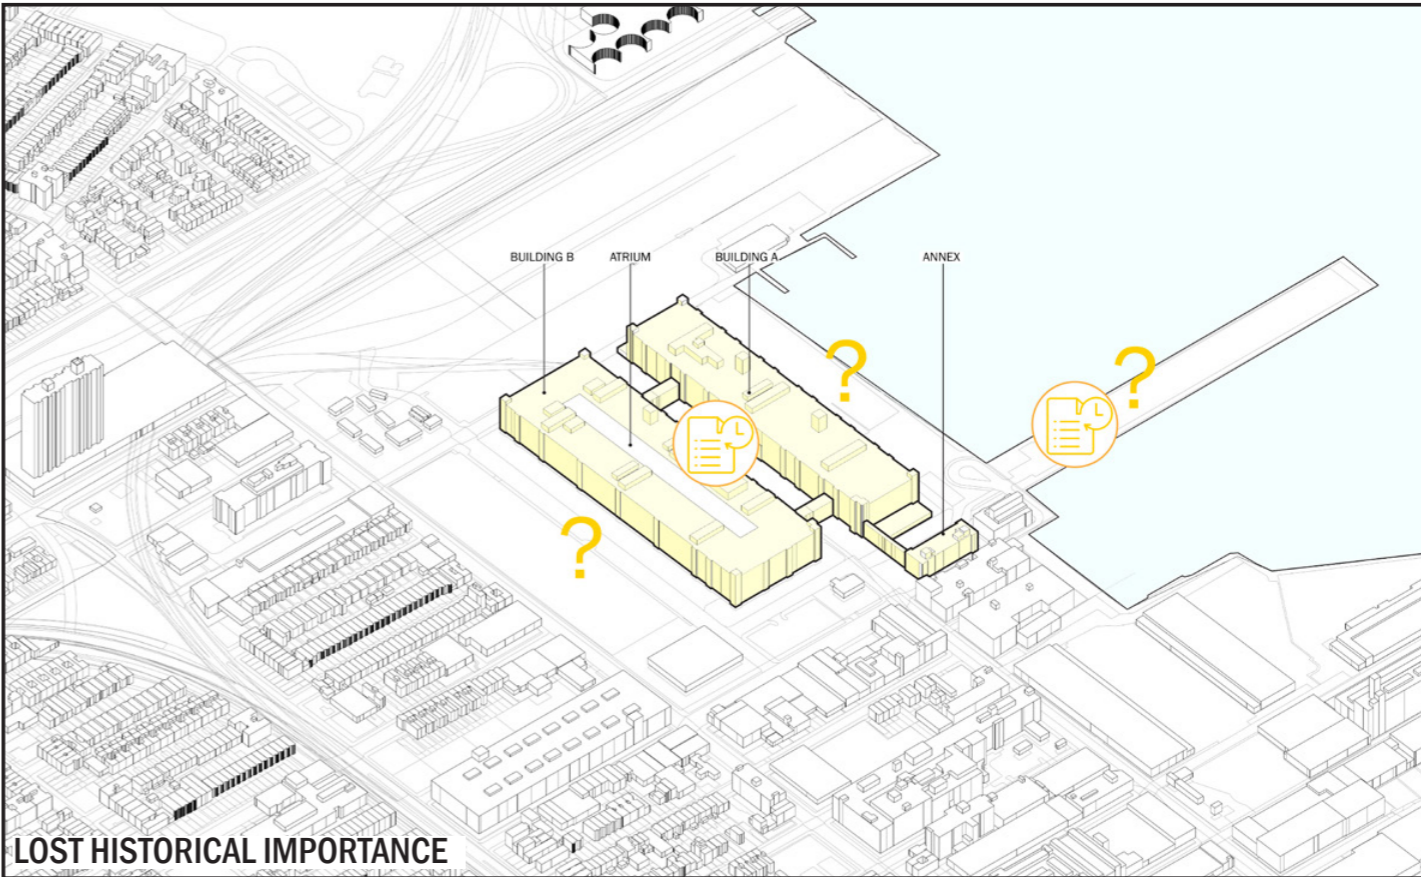 BUILDING B
ATRIUM
BUILDING A
ANNEX
?
?
?
LOST HISTORICAL IMPORTANCE